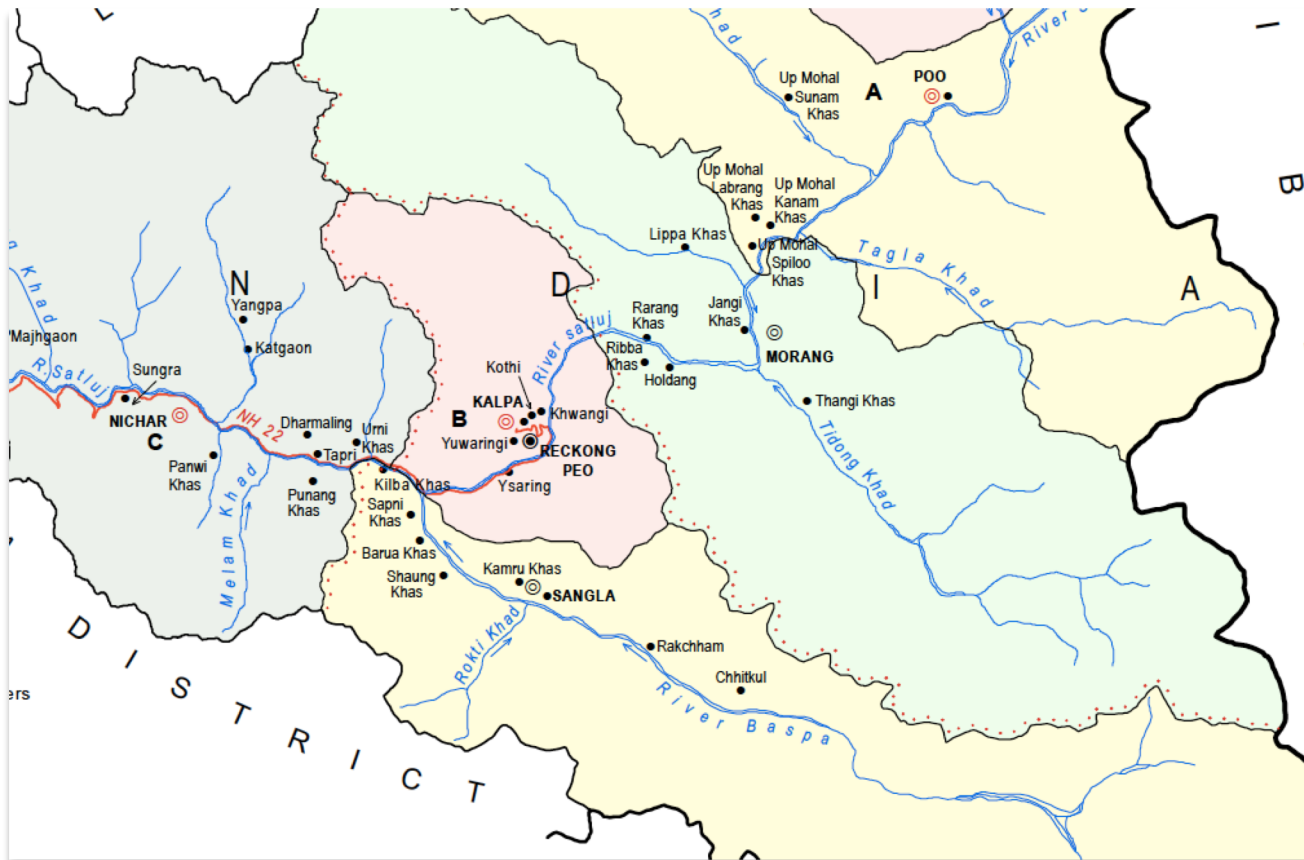 L
D
Khad
River S
I
B
A
Up Mohal
Sunam
Khas
A
POO
Up Mohal
Labrang
Khas
Up Mohal
Kanam
Khas
Lippa Khas
Up Mohal
Spiloo
Khas
Tagla Khad
Khad
N
D
I
Yangpa
Katgaon
Majhgaon
R.Satluj
Sungra
NICHAR
C
NH 22
Dharmaling
Urni
Khas
Tapri
Panwi
Khas
Punang
Khas
Melam Khad
River satluj
Kothi
KALPA
B
Khwangi
Yuwaringi
RECKONG
PEO
Ysaring
Rarang
Khas
Ribba
Khas
Holdang
Jangi
Khas
MORANG
Thangi Khas
Tidong Khad
Kilba Khas
Sapni
Khas
Barua Khas
Shaung
Khas
Kamru Khas
SANGLA
Rokti Khad
Rakchham
Chhitkul
River Baspa
ers
DISTRICT